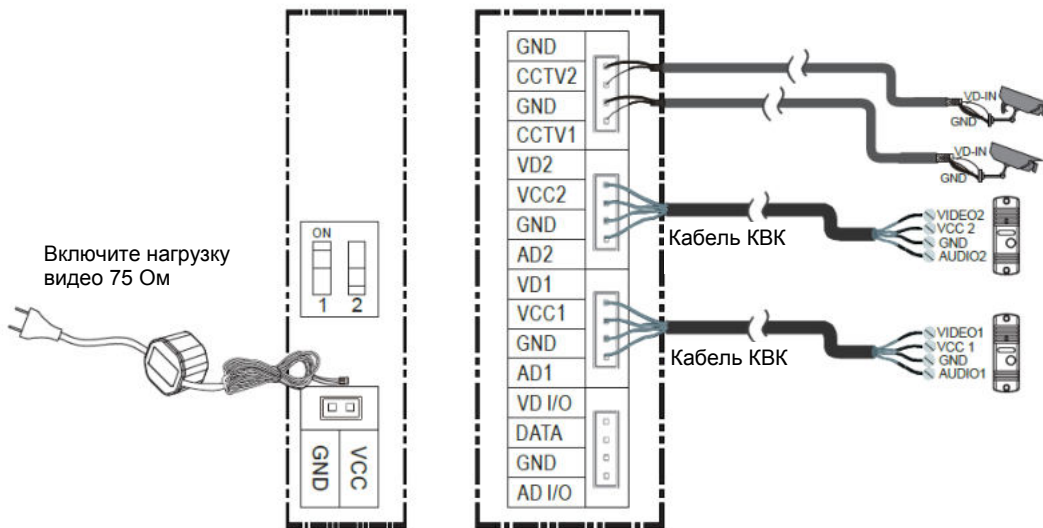 Включите нагрузку
видео 75 Ом
ON
1 2
GND
VCC
GND
CCTV2
GND
CCTV1
VD2
VCC2
GND
AD2
VD1
VCC1
GND
AD1
VD I/O
DATA
GND
AD I/O
VD-IN
GND
VD-IN
GND
Кабель КВК
VIDEO2
VCC 2
GND
AUDIO2
Кабель КВК
VIDEO1
VCC 1
GND
AUDIO1